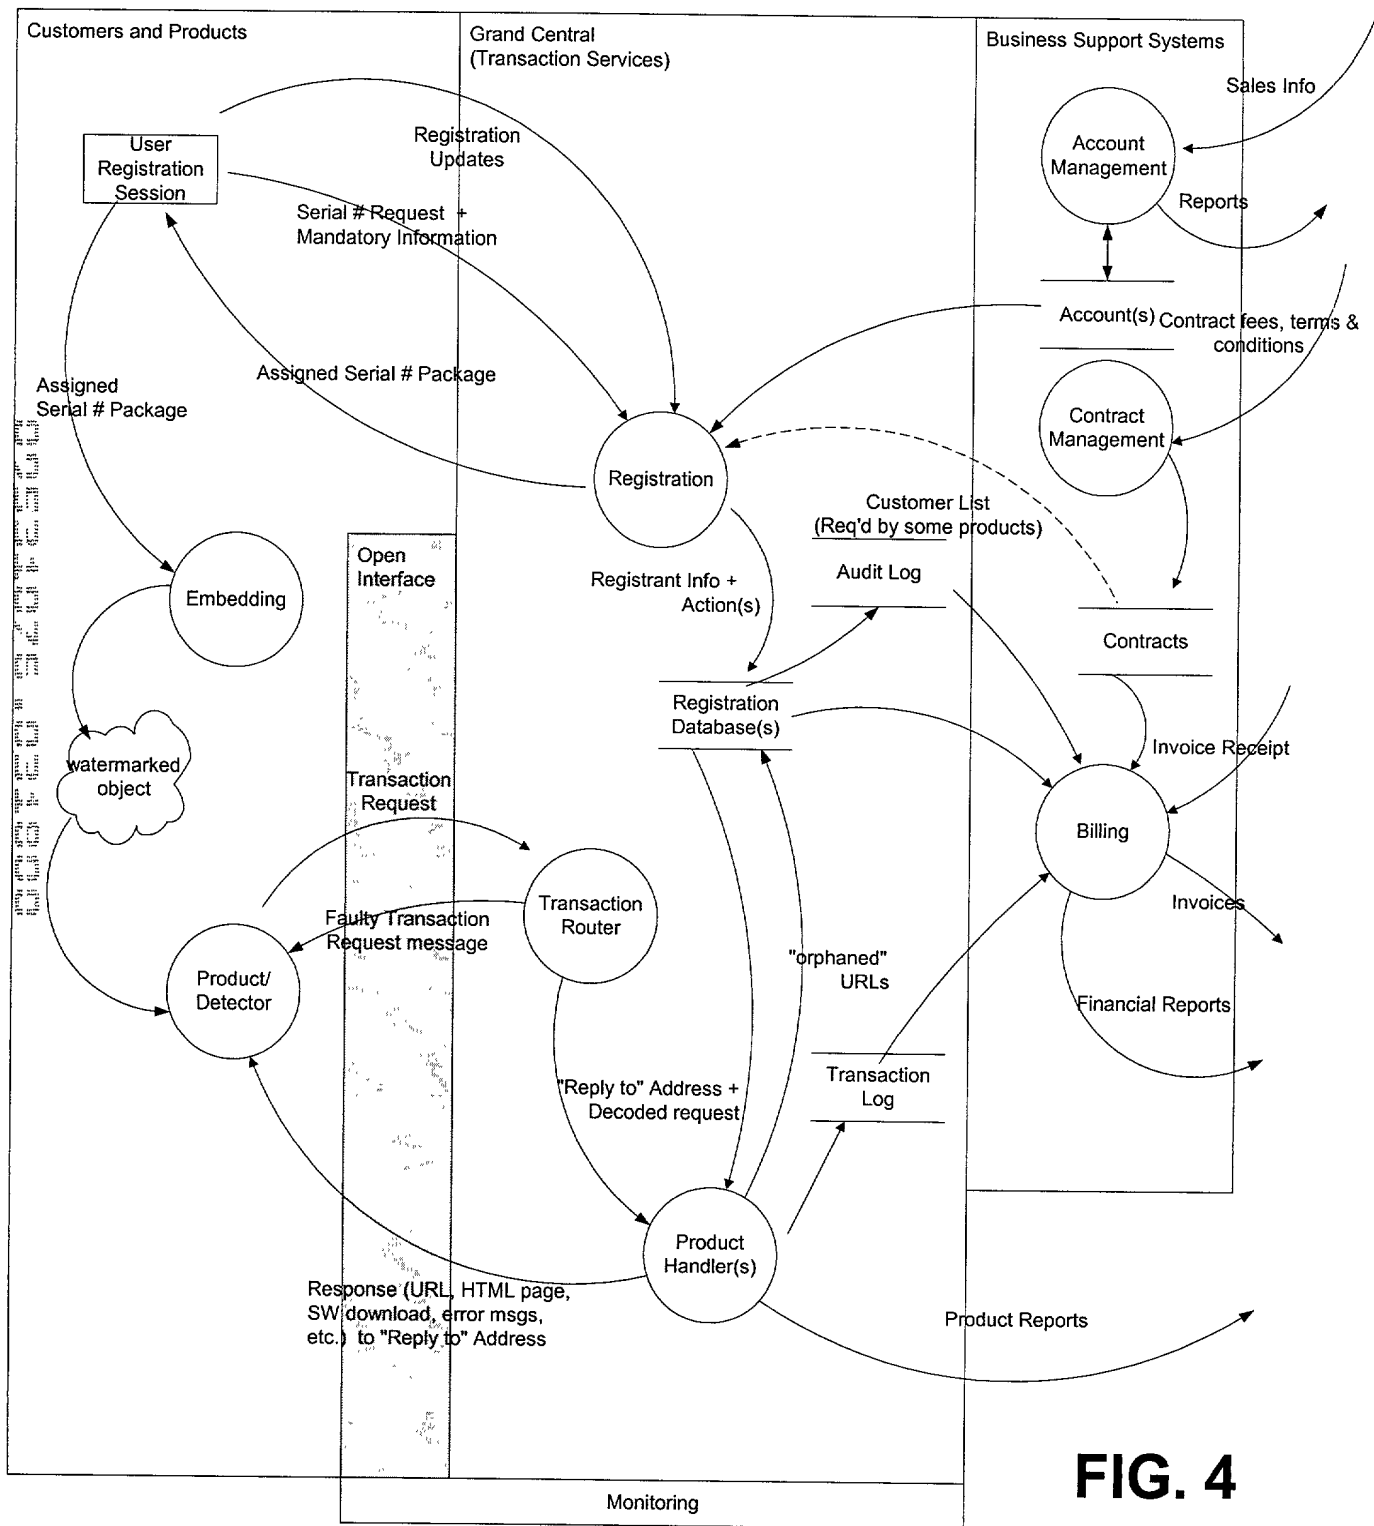 Customers and Products
Grand Central
(Transaction Services)
Business Support Systems
Sales Info
User
Registration
Session
Registration
Updates
Account
Management
Reports
Serial # Request +
Mandatory Information
Account(s)
Contract fees, terms &
conditions
Assigned Serial # Package
Assigned
Serial # Package
Contract
Management
Registration
Customer List
(Req'd by some products)
Open
Interface
Audit Log
Registrant Info +
Action(s)
Embedding
Contracts
Registration
Database(s)
Invoice Receipt
watermarked
object
Transaction
Request
Billing
Transaction
Router
Invoices
Faulty Transaction
Request message
Product/
Detector
"orphaned"
URLs
Financial Reports
Transaction
Log
"Reply to" Address +
Decoded request
Product
Handler(s)
Response (URL, HTML page,
SW download, error msgs,
etc.) to "Reply to" Address
Product Reports
FIG. 4
Monitoring